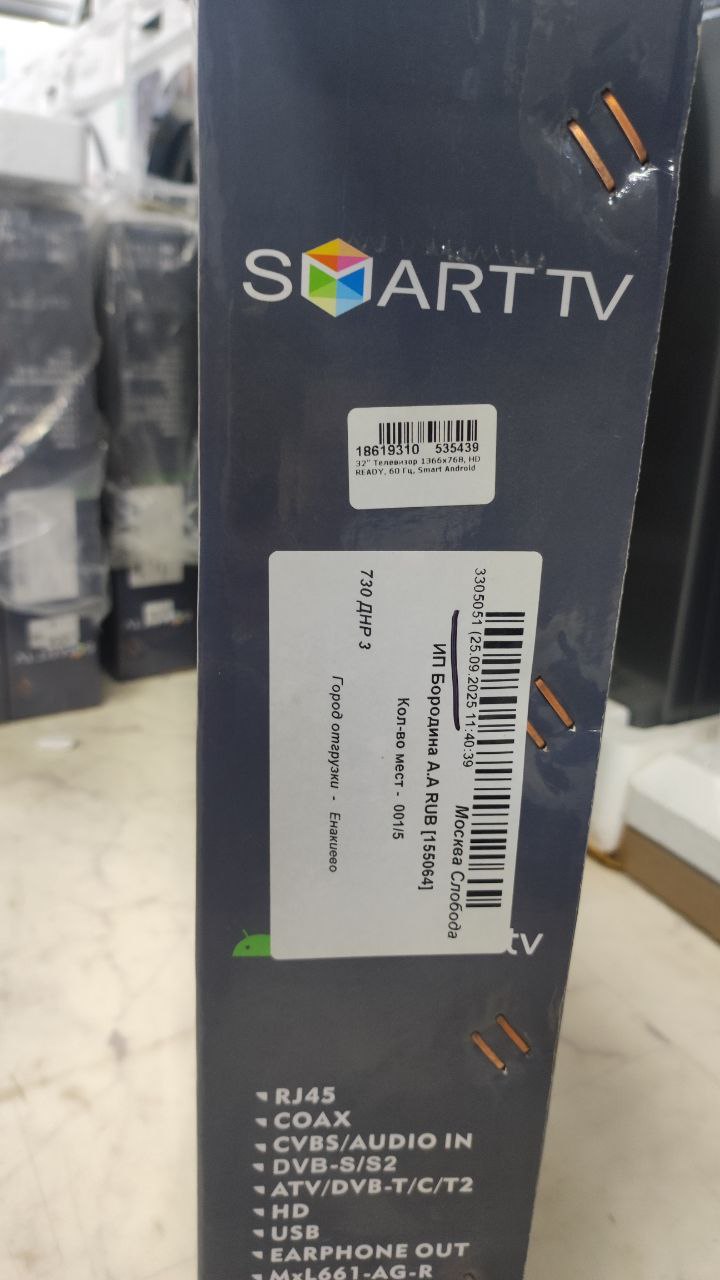 SMART TV
18619310 535439
32" Телевизор 1366x768, HD
READY, 60 Гц, Smart Android
3305051 (25.09.2025 11:40:39
Москва Слобода
ИП Бородина А.А RUB [155064]
Кол-во мест - 001/5
730 ДНР 3
Город отгрузки - Енакиево
tv
RJ45
COAX
CVBS/AUDIO IN
DVB-S/S2
ATV/DVB-T/C/T2
HD
USB
EARPHONE OUT
MxL661-AG-R